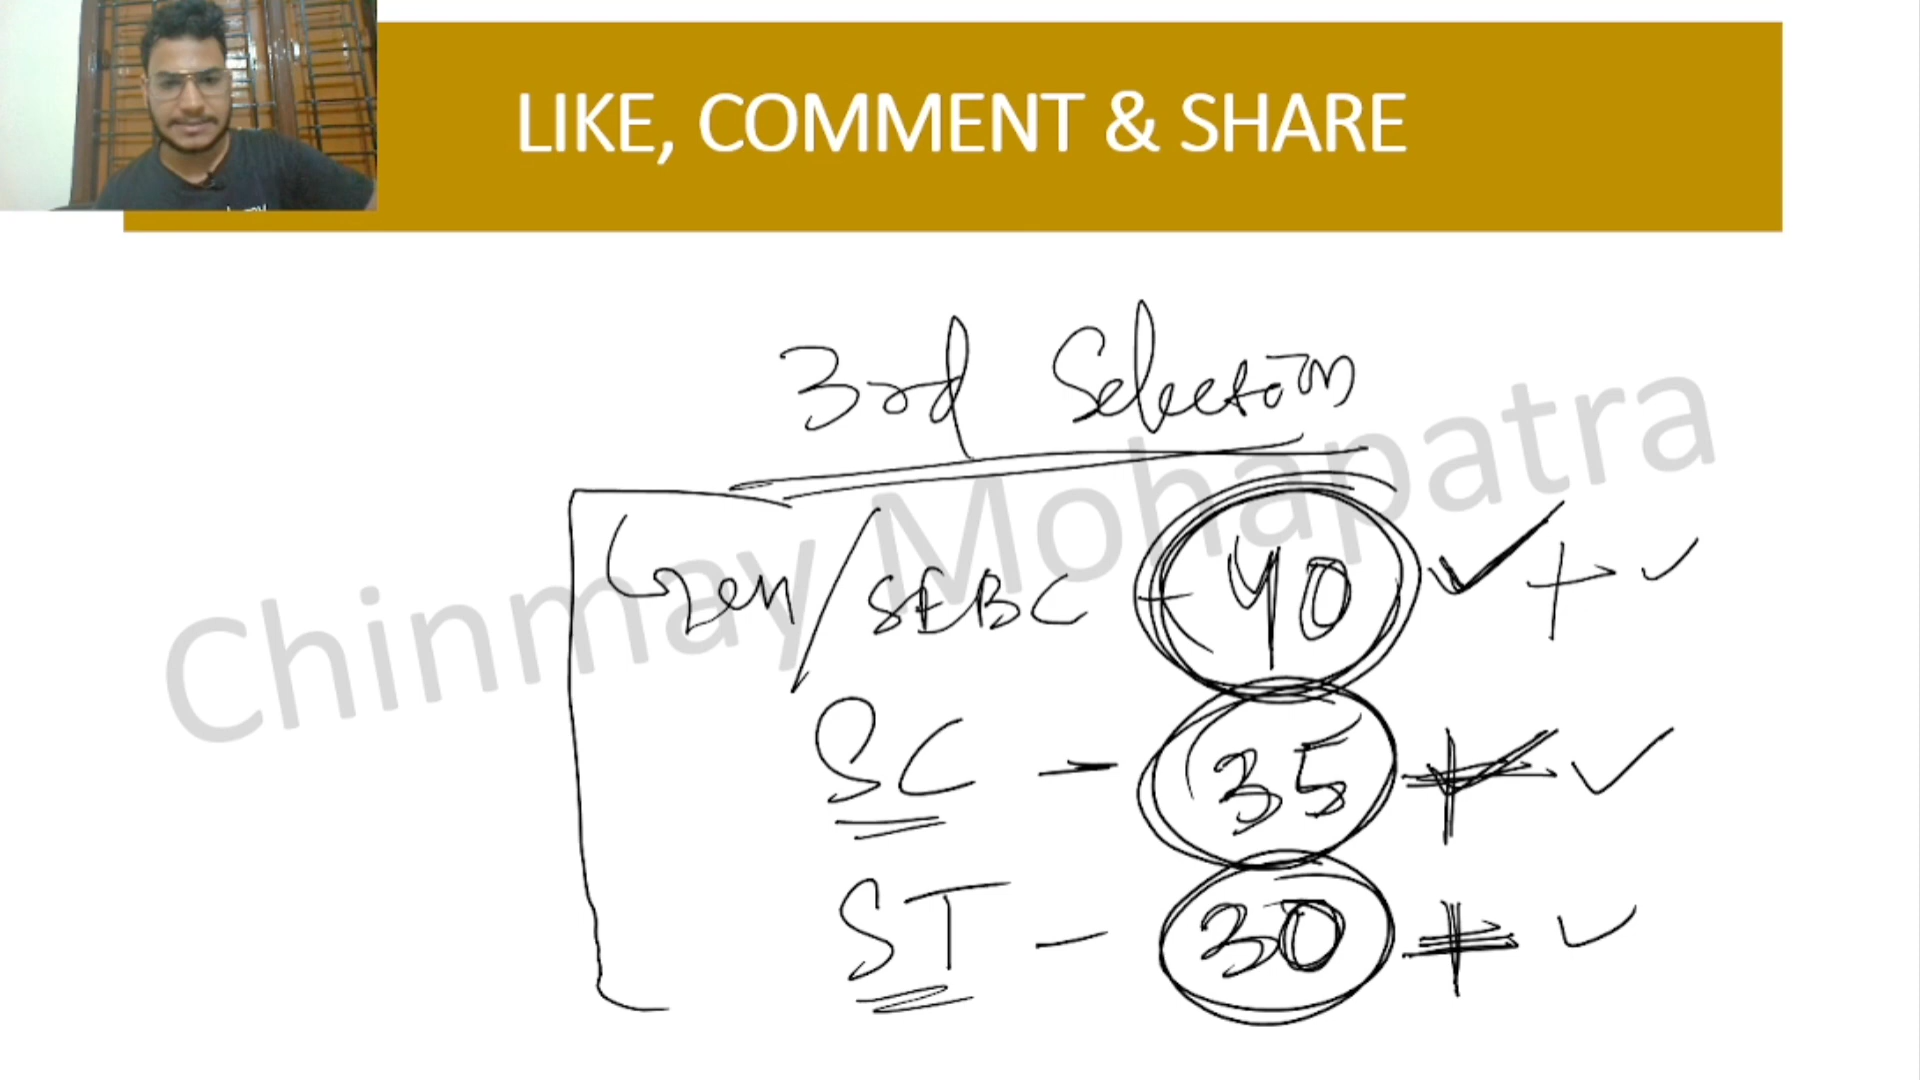 LIKE, COMMENT & SHARE
3rd Selection
Gen/SEBC - 40 ✓ + ✓
SC - 35 + ✓
ST - 30 + ✓
Chinmay Mohapatra